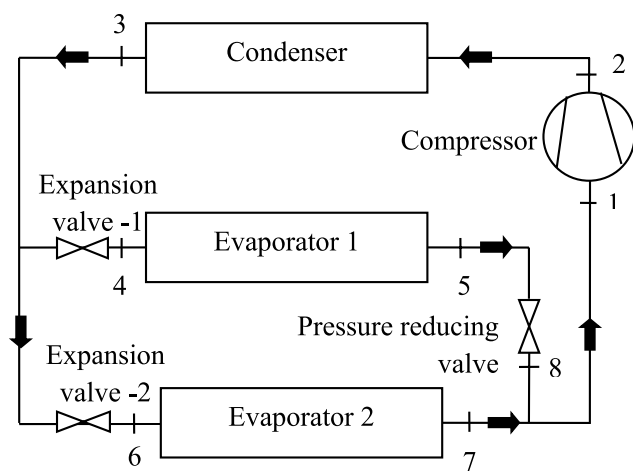 3
Condenser
2
Compressor
1
Expansion
valve -1
Evaporator 1
4
5
Pressure reducing
valve
8
Expansion
valve -2
Evaporator 2
6
7